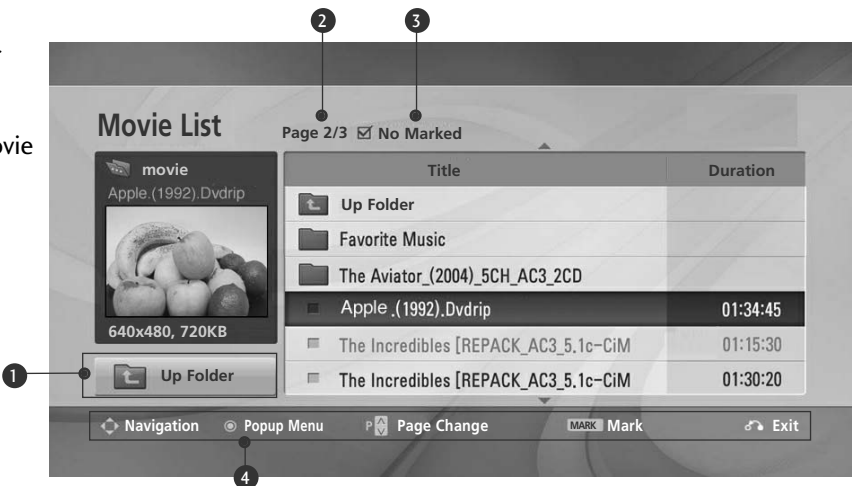 2
3
ovie
Movie List
Page 2/3 No Marked
movie
Apple.(1992).Dvdrip
640x480, 720KB
1
Up Folder
Title Duration
Up Folder
Favorite Music
The Aviator_(2004)_5CH_AC3_2CD
Apple .(1992).Dvdrip 01:34:45
The Incredibles [REPACK_AC3_5.1c-CiM 01:15:30
The Incredibles [REPACK_AC3_5.1c-CiM 01:30:20
Navigation Popup Menu P Page Change MARK Mark Exit
4